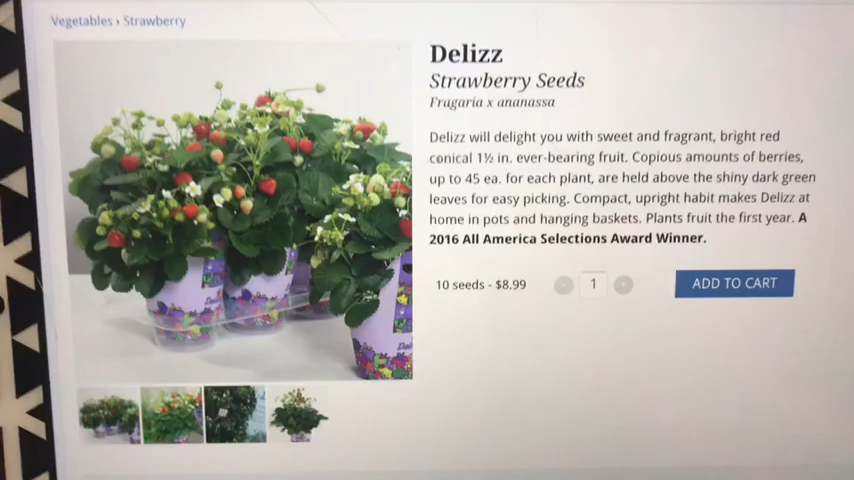 Vegetables › Strawberry
Delizz
Strawberry Seeds
Fragaria x ananassa
Delizz will delight you with sweet and fragrant, bright red
conical 1½ in. ever-bearing fruit. Copious amounts of berries,
up to 45 ea. for each plant, are held above the shiny dark green
leaves for easy picking. Compact, upright habit makes Delizz at
home in pots and hanging baskets. Plants fruit the first year. A
2016 All America Selections Award Winner.
10 seeds - $8.99 - 1 + ADD TO CART